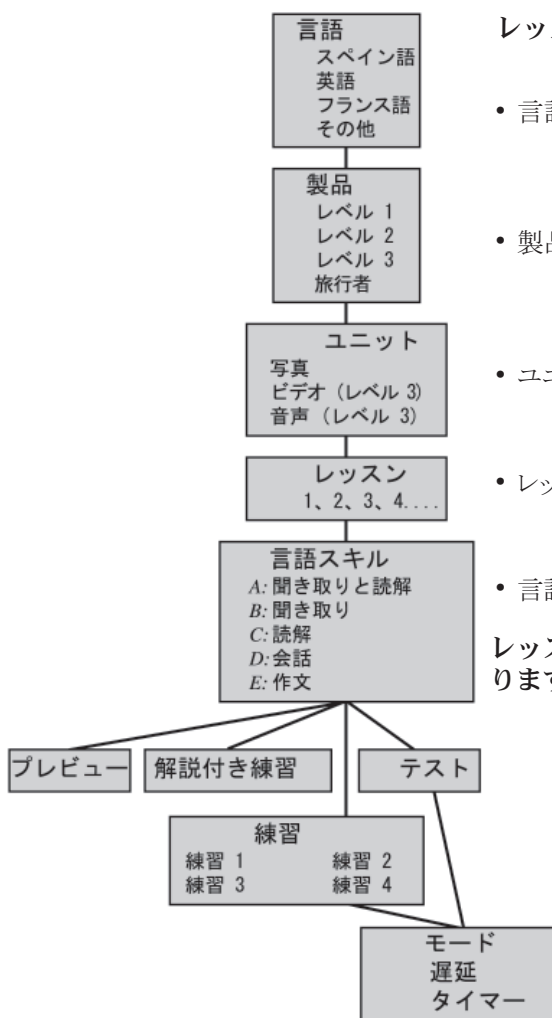 言語
スペイン語
英語
フランス語
その他
製品
レベル 1
レベル 2
レベル 3
旅行者
ユニット
写真
ビデオ (レベル 3)
音声 (レベル 3)
レッスン
1、2、3、4....
言語スキル
A: 聞き取りと読解
B: 聞き取り
C: 読解
D: 会話
E: 作文
プレビュー
解説付き練習
テスト
練習
練習 1 練習 2
練習 3 練習 4
モード
遅延
タイマー
レッ
• 言
• 製
• ユ
• レッ
• 言
レッ
ります